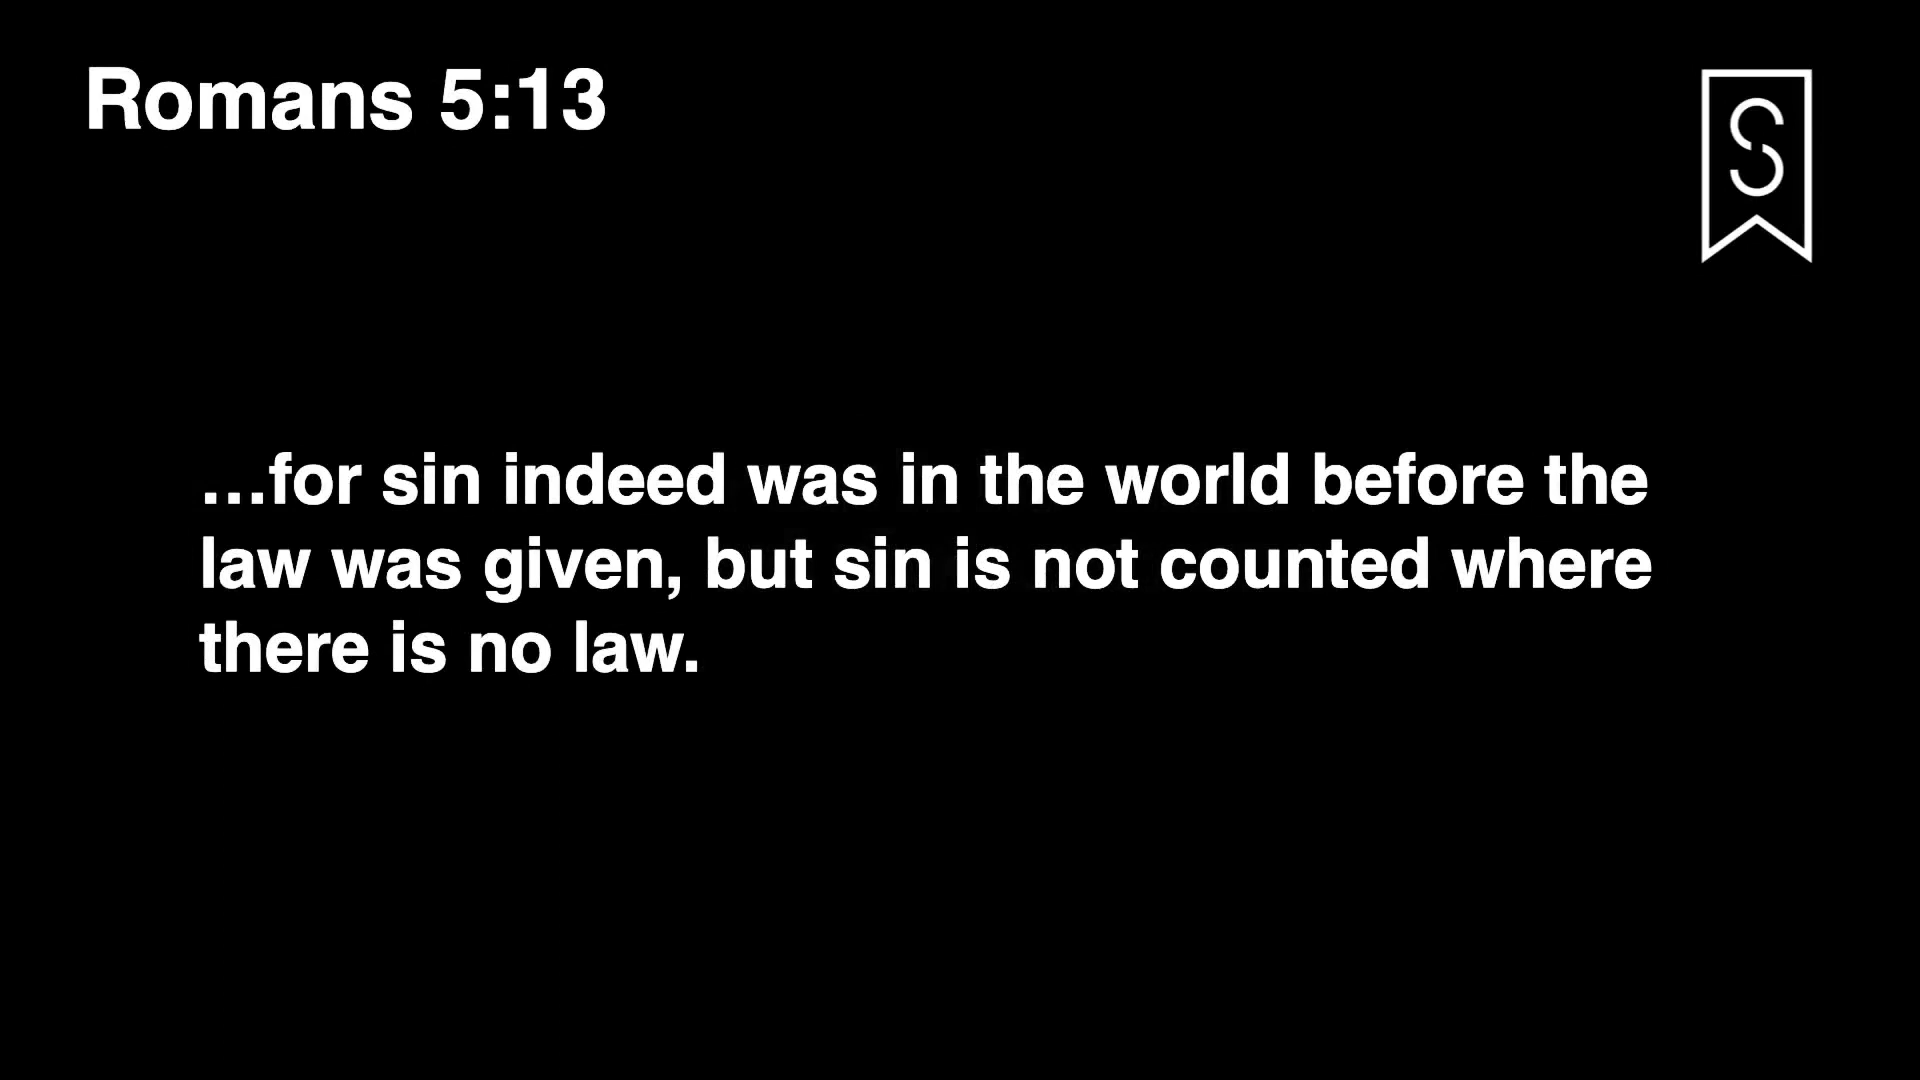 Romans 5:13
S
…for sin indeed was in the world before the
law was given, but sin is not counted where
there is no law.